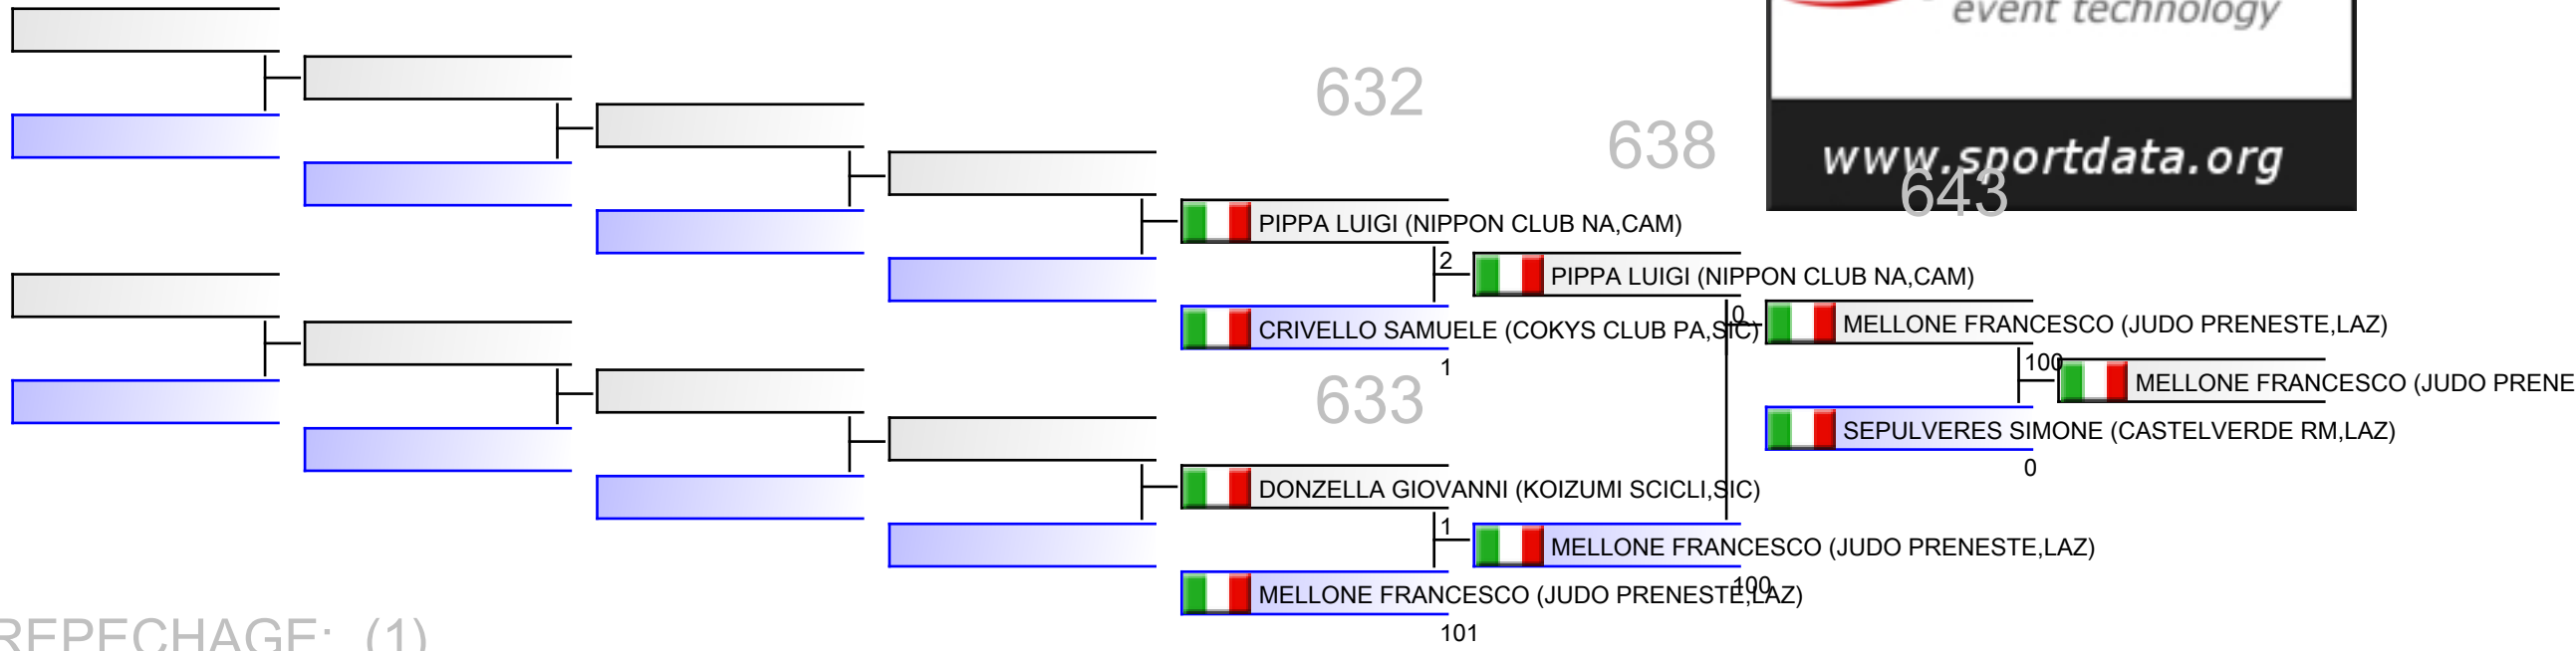 event technology
632
638
www.sportdata.org
643
PIPPA LUIGI (NIPPON CLUB NA,CAM)
2
PIPPA LUIGI (NIPPON CLUB NA,CAM)
0
CRIVELLO SAMUELE (COKYS CLUB PA,SIC)
MELLONE FRANCESCO (JUDO PRENESTE,LAZ)
1
100
MELLONE FRANCESCO (JUDO PRENE
633
SEPULVERES SIMONE (CASTELVERDE RM,LAZ)
0
DONZELLA GIOVANNI (KOIZUMI SCICLI,SIC)
1
MELLONE FRANCESCO (JUDO PRENESTE,LAZ)
100
MELLONE FRANCESCO (JUDO PRENESTE,LAZ)
101
REPECHAGE: (1)